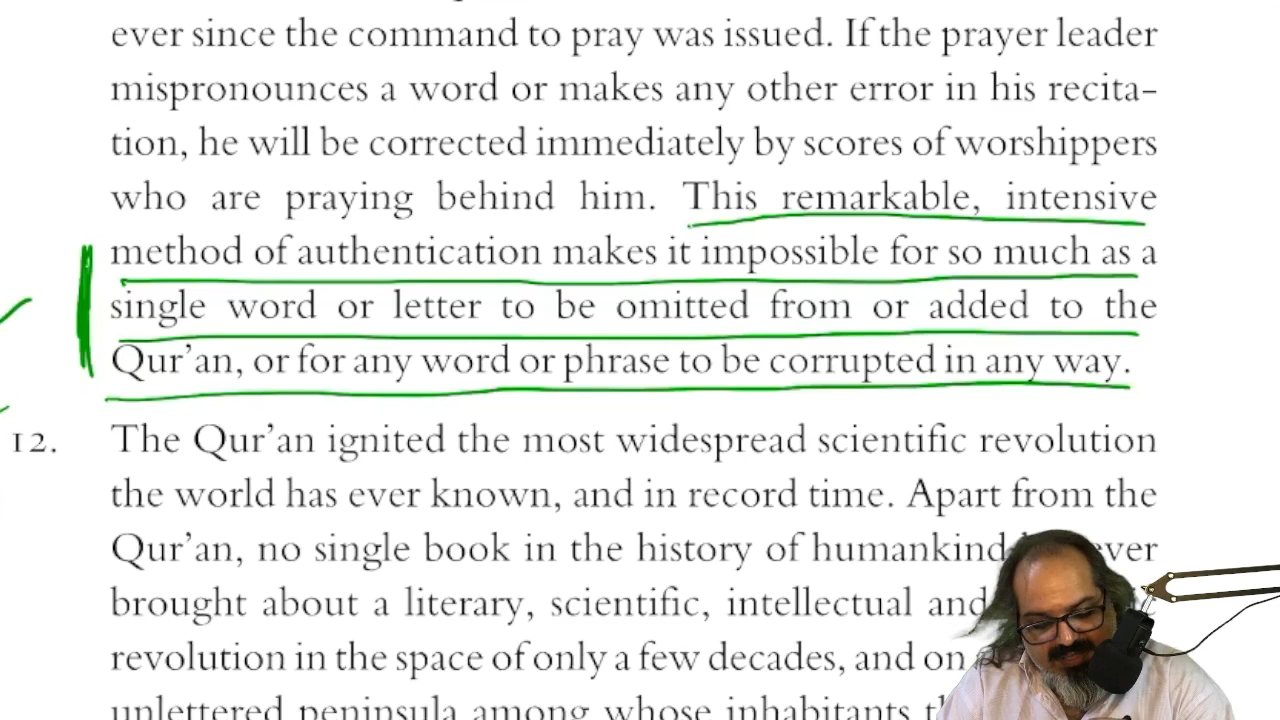 ever since the command to pray was issued. If the prayer leader
mispronounces a word or makes any other error in his recita-
tion, he will be corrected immediately by scores of worshippers
who are praying behind him. This remarkable, intensive
method of authentication makes it impossible for so much as a
single word or letter to be omitted from or added to the
Qur'an, or for any word or phrase to be corrupted in any way.
12. The Qur'an ignited the most widespread scientific revolution
the world has ever known, and in record time. Apart from the
Qur'an, no single book in the history of humankind ever
brought about a literary, scientific, intellectual and
revolution in the space of only a few decades, and on
unlettered peninsula among whose inhabitants